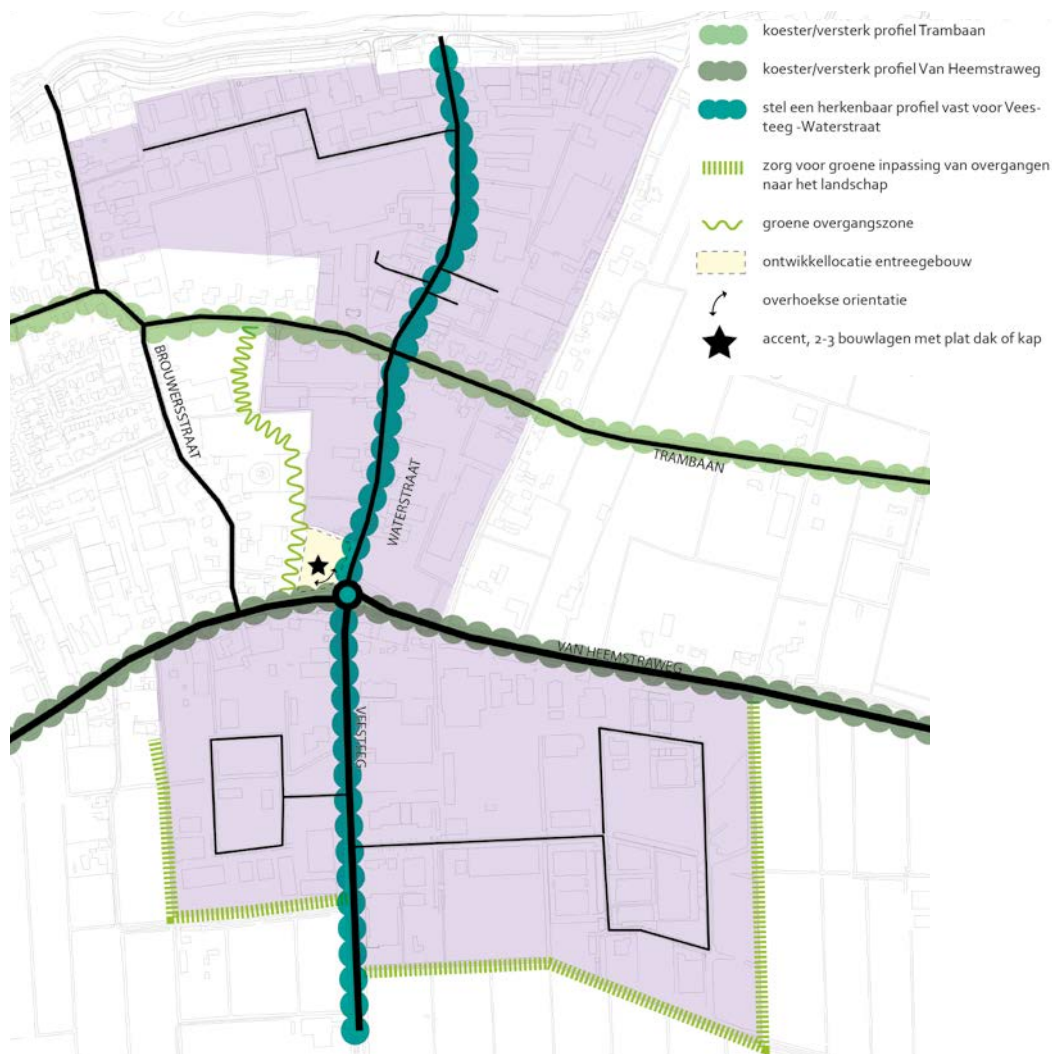 koester/versterk profiel Trambaan
koester/versterk profiel Van Heemstraweg
stel een herkenbaar profiel vast voor Vees-
teeg -Waterstraat
zorg voor groene inpassing van overgangen
naar het landschap
groene overgangszone
ontwikkellocatie entreegebouw
overhoekse orientatie
accent, 2-3 bouwlagen met plat dak of kap
BROUWERSSTRAAT
WATERSTRAAT
TRAMBAAN
VAN HEEMSTRAWEG
VEESTEEG